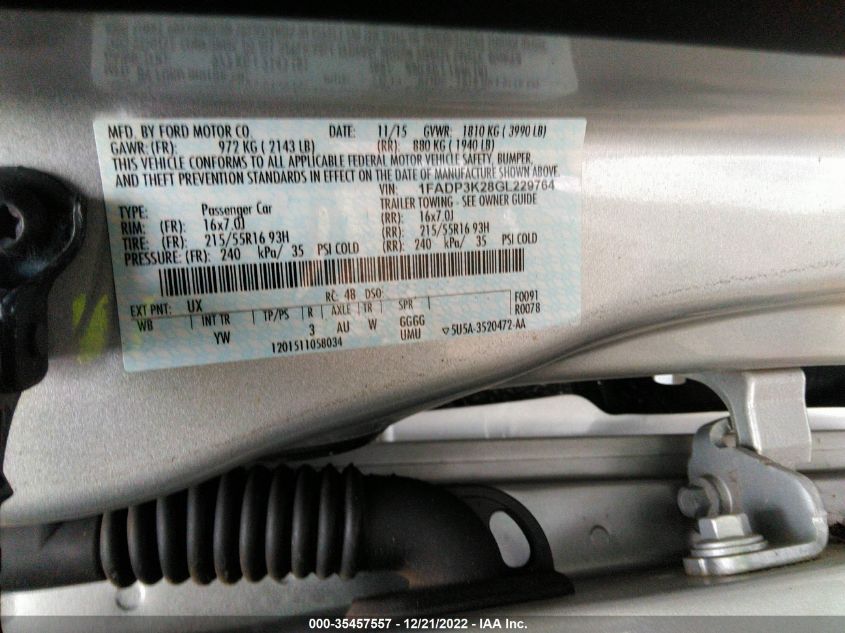 MFD. BY FORD MOTOR CO. DATE: 11/15 GVWR: 1810 KG ( 3990 LB)
GAWR: (FR): 972 KG ( 2143 LB) (RR): 880 KG ( 1940 LB)
THIS VEHICLE CONFORMS TO ALL APPLICABLE FEDERAL MOTOR VEHICLE SAFETY, BUMPER,
AND THEFT PREVENTION STANDARDS IN EFFECT ON THE DATE OF MANUFACTURE SHOWN ABOVE.
VIN: 1FADP3K28GL229764
TYPE: Passenger Car TRAILER TOWING - SEE OWNER GUIDE
RIM: (FR): 16x7.0J (RR): 16x7.0J
TIRE: (FR): 215/55R16 93H (RR): 215/55R16 93H
PRESSURE: (FR): 240 kPa/ 35 PSI COLD (RR): 240 kPa/ 35 PSI COLD
EXT PNT: UX RC: 48 DSO: F0091
WB INT TR TP/PS R AXLE TR SPR R0078
YW 3 AU W GGGG ▽5U5A-3520472-AA
1201511058034 UMU
000-35457557 - 12/21/2022 - IAA Inc.